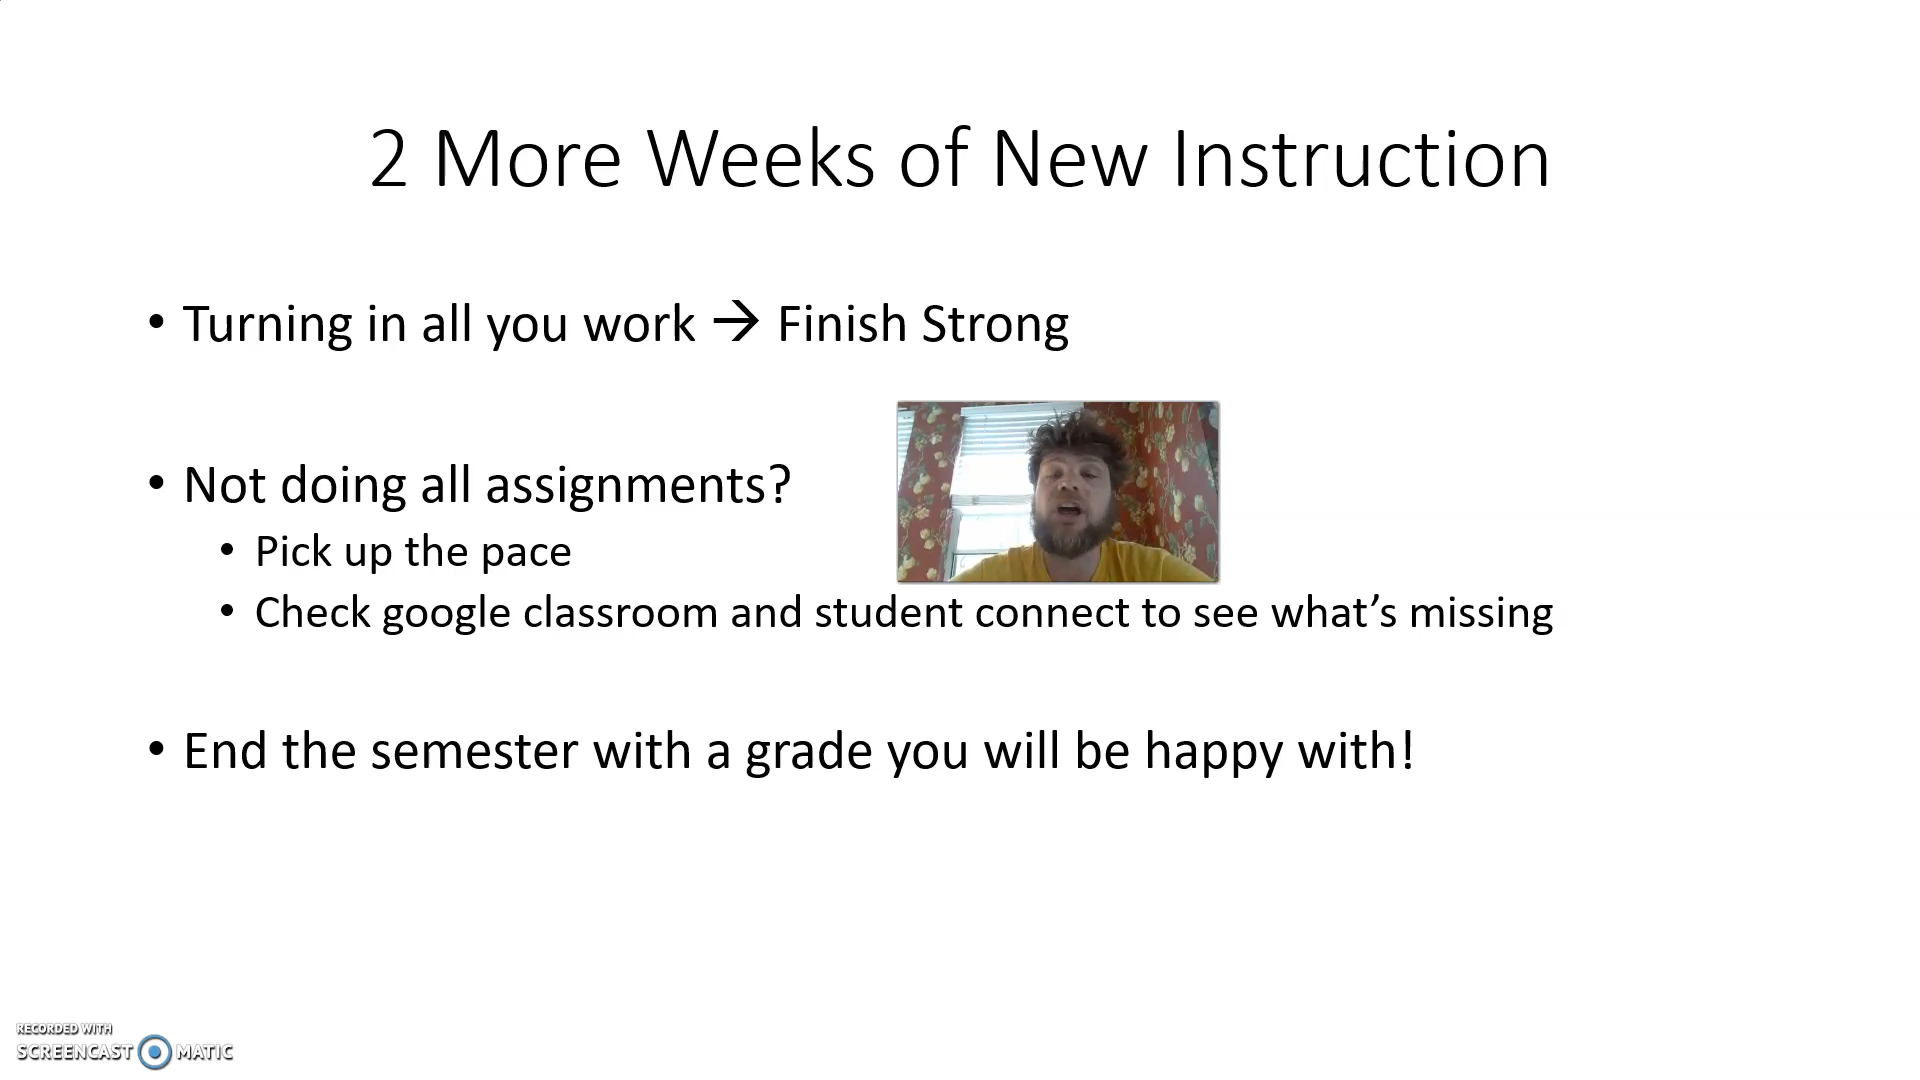 2 More Weeks of New Instruction
• Turning in all you work → Finish Strong
• Not doing all assignments?
• Pick up the pace
• Check google classroom and student connect to see what’s missing
• End the semester with a grade you will be happy with!
RECORDED WITH
SCREENCAST MATIC